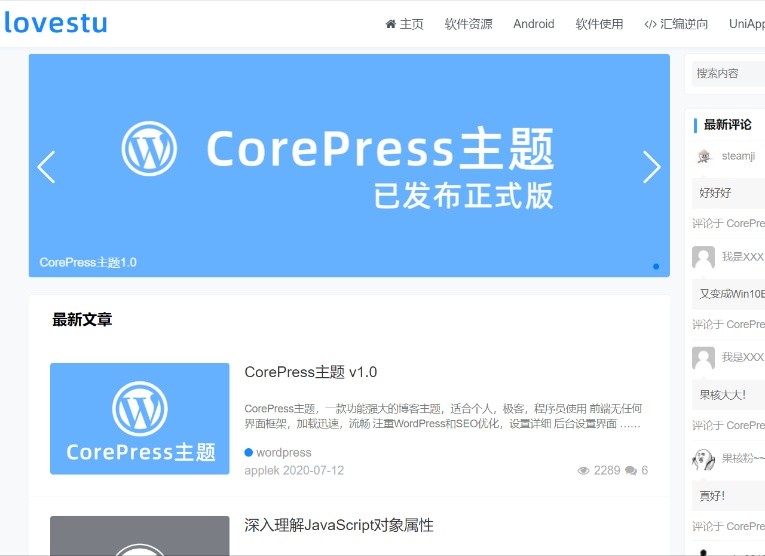 lovestu
主页 软件资源 Android 软件使用 汇编逆向 UniApp
CorePress主题
已发布正式版
CorePress主题1.0
最新文章
CorePress主题
CorePress主题 v1.0
CorePress主题，一款功能强大的博客主题，适合个人，极客，程序员使用 前端无任何
界面框架，加载迅速，流畅 注重WordPress和SEO优化，设置详细 后台设置界面 ……
wordpress
applek 2020-07-12 2289 6
深入理解JavaScript对象属性
搜索内容
最新评论
steamji
好好好
评论于 CorePre
我是XXX
又变成Win10E
评论于 CorePre
我是XXX
果核大大！
评论于 CorePre
果核粉~~
真好！
评论于 CorePre